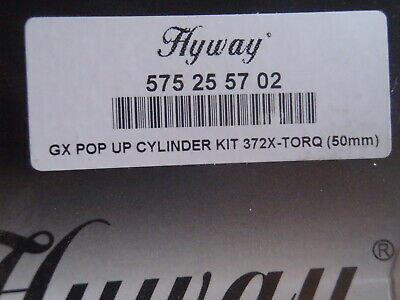 Hyway®
575 25 57 02
GX POP UP CYLINDER KIT 372X-TORQ (50mm)
Hyway®